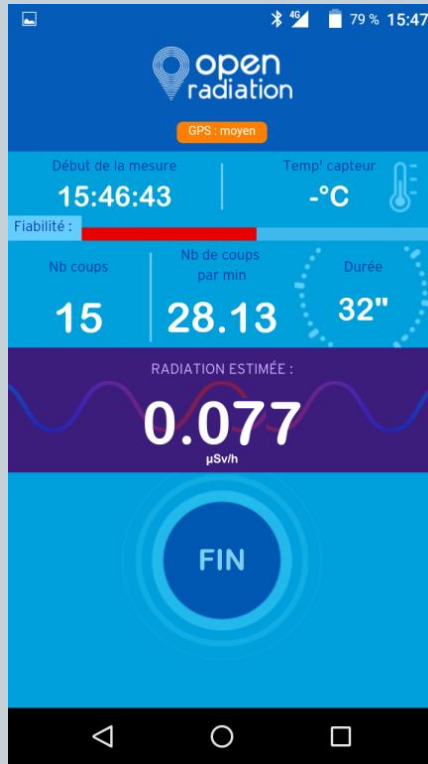 4G 79 % 15:47
open
radiation
GPS : moyen
Début de la mesure
15:46:43
Temp' capteur
-°C
Fiabilité :
Nb coups
15
Nb de coups
par min
28.13
Durée
32"
RADIATION ESTIMÉE :
0.077
µSv/h
FIN